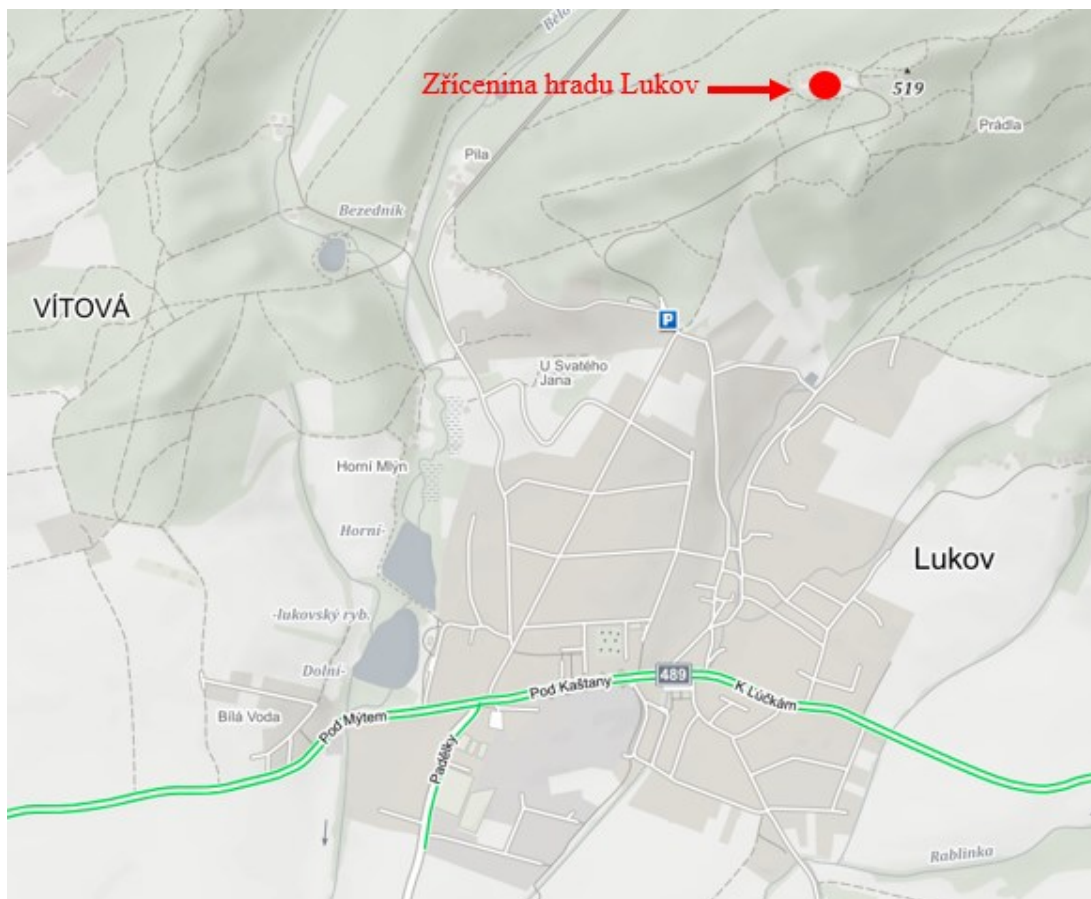 Bělo
Zřícenina hradu Lukov
519
Prádla
Pila
Bezedník
VÍTOVÁ
P
U Svatého
Jana
Horní Mlýn
Horní-
Lukov
-lukovský ryb.
Dolní-
489
Pod Kaštany
K Lúčkám
Bílá Voda
Pod Mýtem
Padělky
Rablinka